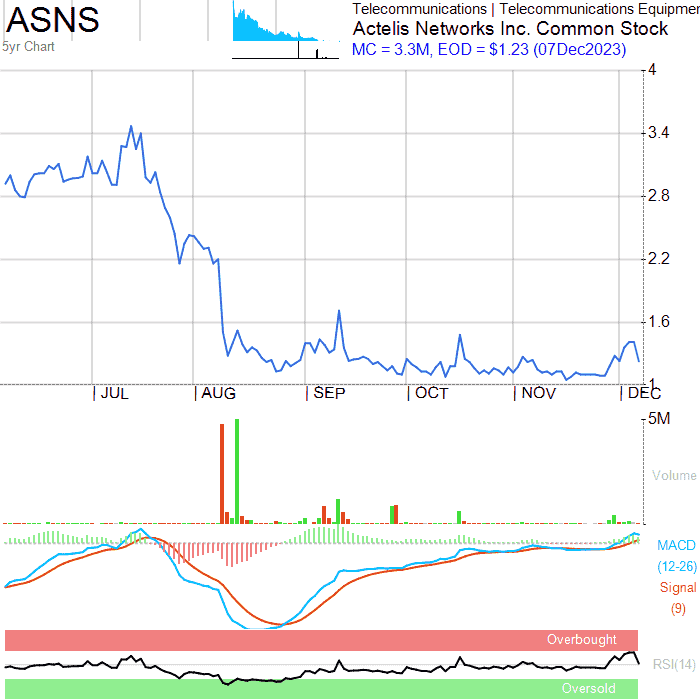 ASNS
5yr Chart
Telecommunications | Telecommunications Equipmen
Actelis Networks Inc. Common Stock
MC = 3.3M, EOD = $1.23 (07Dec2023)
4
3.4
2.8
2.2
1.6
1
JUL
AUG
SEP
OCT
NOV
DEC
5M
Volume
MACD
(12-26)
Signal
(9)
Overbought
RSI(14)
Oversold